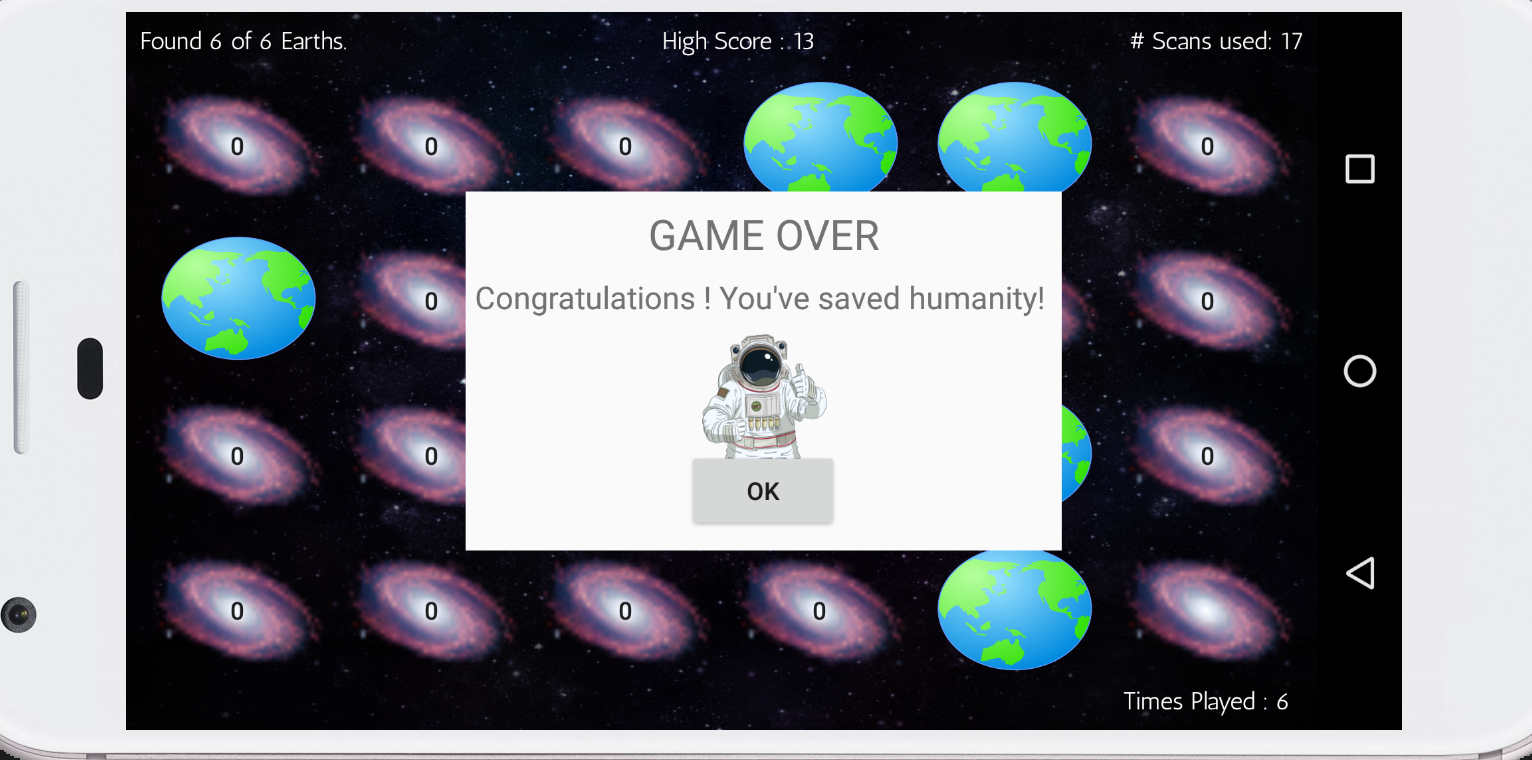 Found 6 of 6 Earths.
High Score : 13
# Scans used: 17
0 0 0 0
GAME OVER
Congratulations ! You've saved humanity!
0 0
0 0 0
OK
0 0 0 0
Times Played : 6